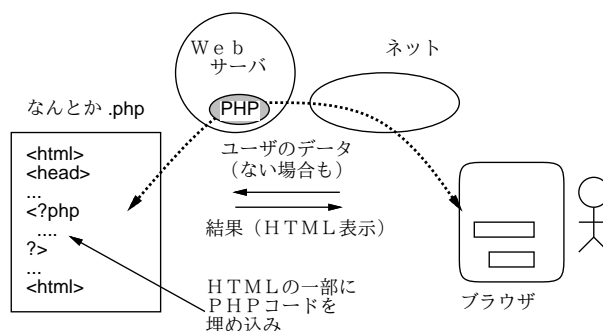 Ｗｅｂ
サーバ
ネット
PHP
なんとか .php
<html>
<head>
...
<?php
....
?>
...
<html>
ユーザのデータ
（ない場合も）
結果（ＨＴＭＬ表示）
ＨＴＭＬの一部に
ＰＨＰコードを
埋め込み
ブラウザ